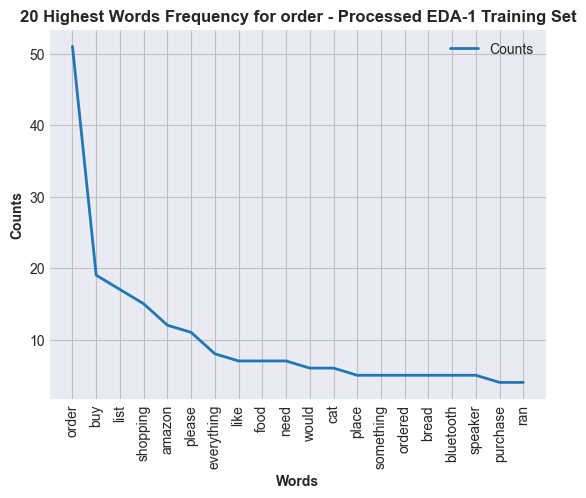 20 Highest Words Frequency for order - Processed EDA-1 Training Set
Counts
50
40
30
20
10
Counts
order
buy
list
shopping
amazon
please
everything
like
food
need
would
cat
place
something
ordered
bread
bluetooth
speaker
purchase
ran
Words